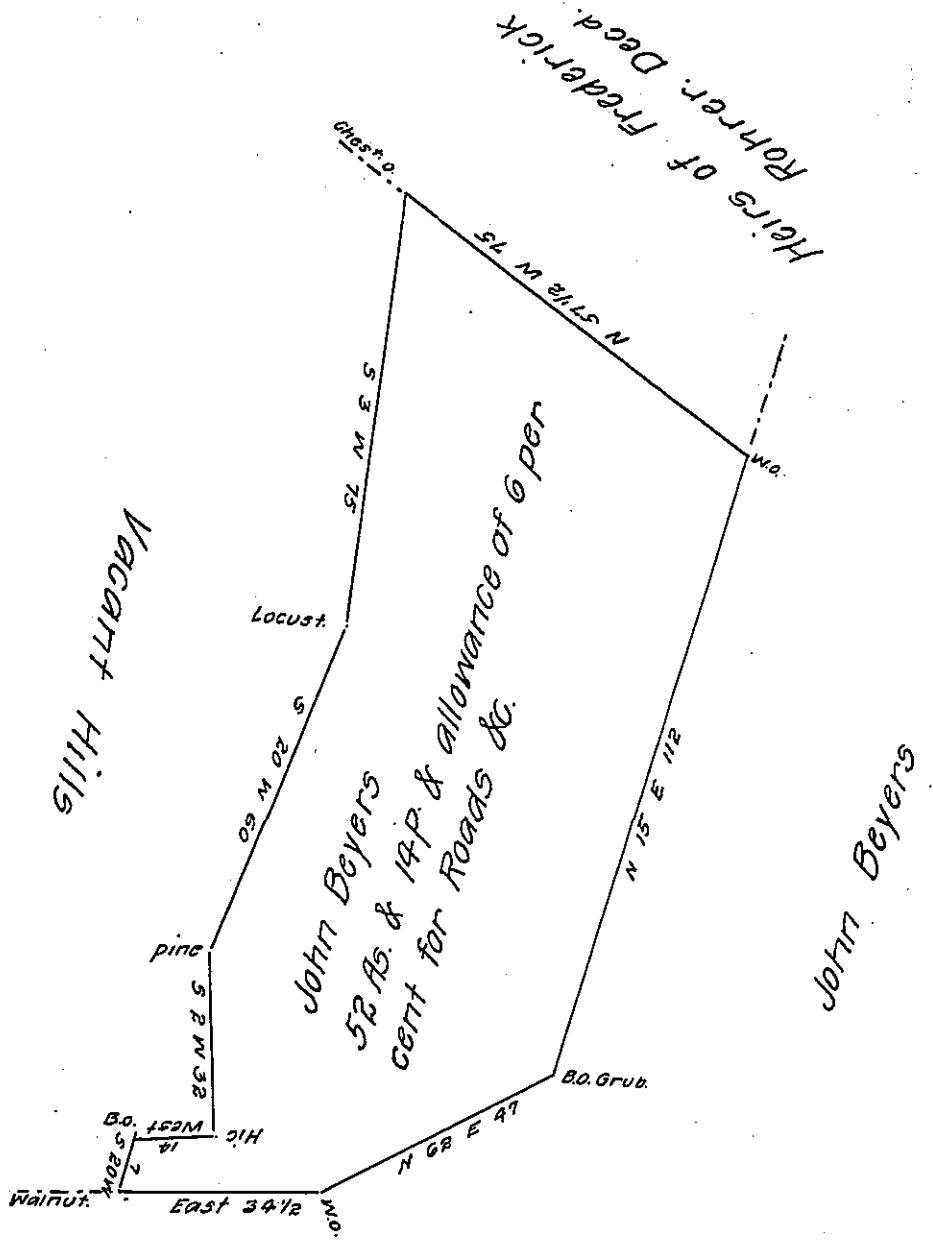 Heirs of Frederick
Rohrer. Decd.
Chest. O.
N 57½ W 75
W.O.
S 3 W 75
Locust.
Vacant Hills
S 20 W 60
John Beyers
52 As. & 14 p. & allowance of 6 per
cent for Roads &c.
N 15 E 112
John Beyers
pine
S 2 W 32
Hic
West
14
B.O.
S 20 W
7
Walnut.
East 34½
W.O.
N 62 E 47
B.O. Grub.